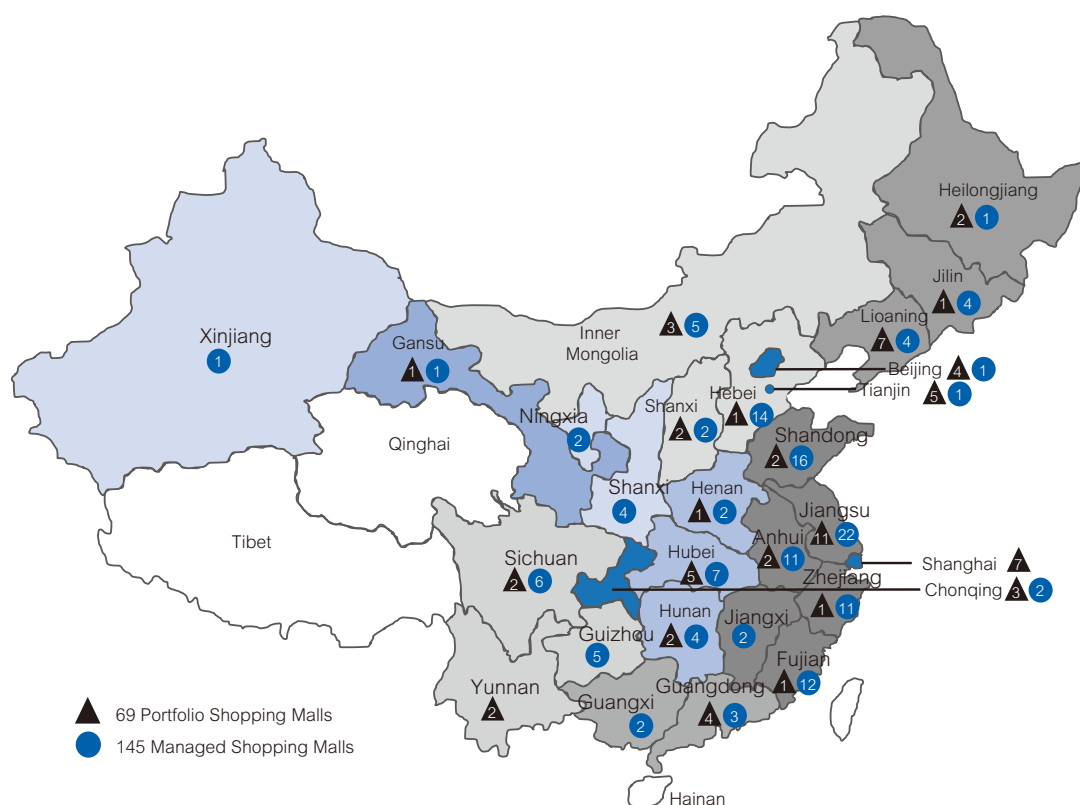 Heilongjiang
2 1
Jilin
1 4
Lioaning
7 4
Inner
Mongolia
3 5
Xinjiang
1
Gansu
1 1
Beijing 4 1
Tianjin 5 1
Hebei
1 14
Shanxi
2 2
Ningxia
2
Qinghai
Shandong
2 16
Shanxi
4
Henan
1 2
Jiangsu
11 22
Anhui
2 11
Tibet
Sichuan
2 6
Hubei
5 7
Shanghai 7
Zhejiang
1 11
Chonqing 3 2
Hunan
2 4
Jiangxi
2
Guizhou
5
Fujian
1 12
Yunnan
2
Guangxi
2
Guangdong
4 3
69 Portfolio Shopping Malls
145 Managed Shopping Malls
Hainan